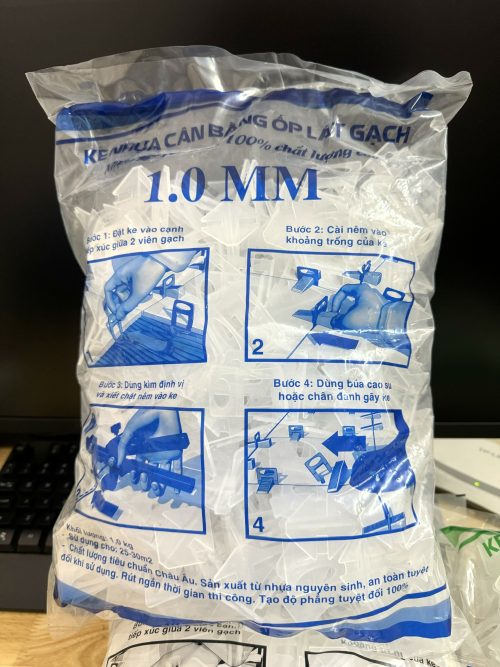 KE NHỰA CÂN BẰNG ỐP LÁT GẠCH
100% chất lượng
1.0 MM
Bước 1: Đặt ke vào cạnh
tiếp xúc giữa 2 viên gạch
Bước 2: Cài nêm vào
khoảng trống của ke
1
2
Bước 3: Dùng kìm định vị
và xiết chặt nêm vào ke
Bước 4: Dùng búa cao su
hoặc chân đánh gãy ke
3
4
Khối lượng: 1,0 kg
Sử dụng cho: 25-30m2
Chất lượng tiêu chuẩn Châu Âu. Sản xuất từ nhựa nguyên sinh, an toàn tuyệt
đối khi sử dụng. Rút ngắn thời gian thi công. Tạo độ phẳng tuyệt đối 100%
tiếp xúc giữa 2 viên gạch